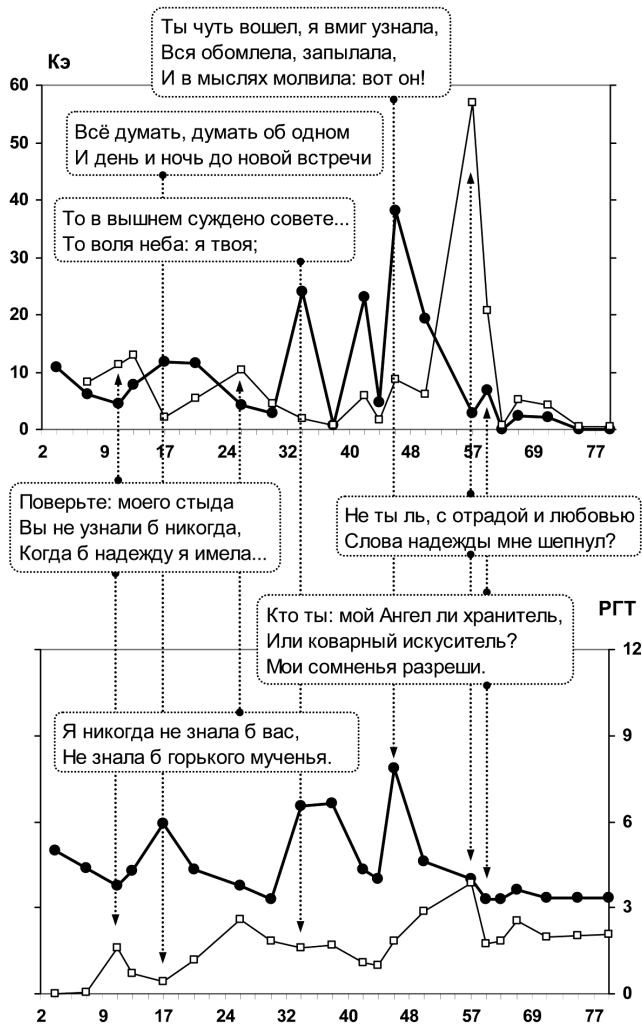 Ты чуть вошел, я вмиг узнала,
Вся обомлела, запылала,
И в мыслях молвила: вот он!
Кэ
60
50
40
30
20
10
0
Всё думать, думать об одном
И день и ночь до новой встречи
То в вышнем суждено совете...
То воля неба: я твоя;
2 9 17 24 32 40 48 57 69 77
Поверьте: моего стыда
Вы не узнали б никогда,
Когда б надежду я имела...
Не ты ль, с отрадой и любовью
Слова надежды мне шепнул?
Кто ты: мой Ангел ли хранитель,
Или коварный искуситель?
Мои сомненья разреши.
РГТ
12
9
6
3
0
Я никогда не знала б вас,
Не знала б горького мученья.
2 9 17 24 32 40 48 57 69 77